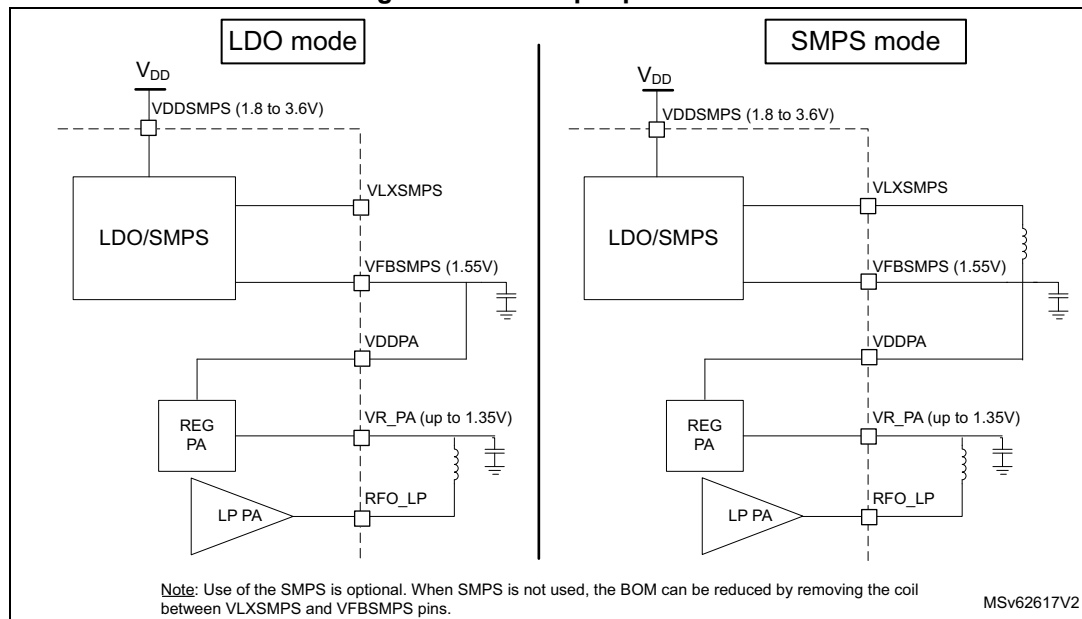 LDO mode
VDD
VDDSMPS (1.8 to 3.6V)
LDO/SMPS
VLXSMPS
VFBSMPS (1.55V)
VDDPA
REG
PA
VR_PA (up to 1.35V)
LP PA
RFO_LP
SMPS mode
VDD
VDDSMPS (1.8 to 3.6V)
LDO/SMPS
VLXSMPS
VFBSMPS (1.55V)
VDDPA
REG
PA
VR_PA (up to 1.35V)
LP PA
RFO_LP
Note: Use of the SMPS is optional. When SMPS is not used, the BOM can be reduced by removing the coil
between VLXSMPS and VFBSMPS pins.
MSv62617V2